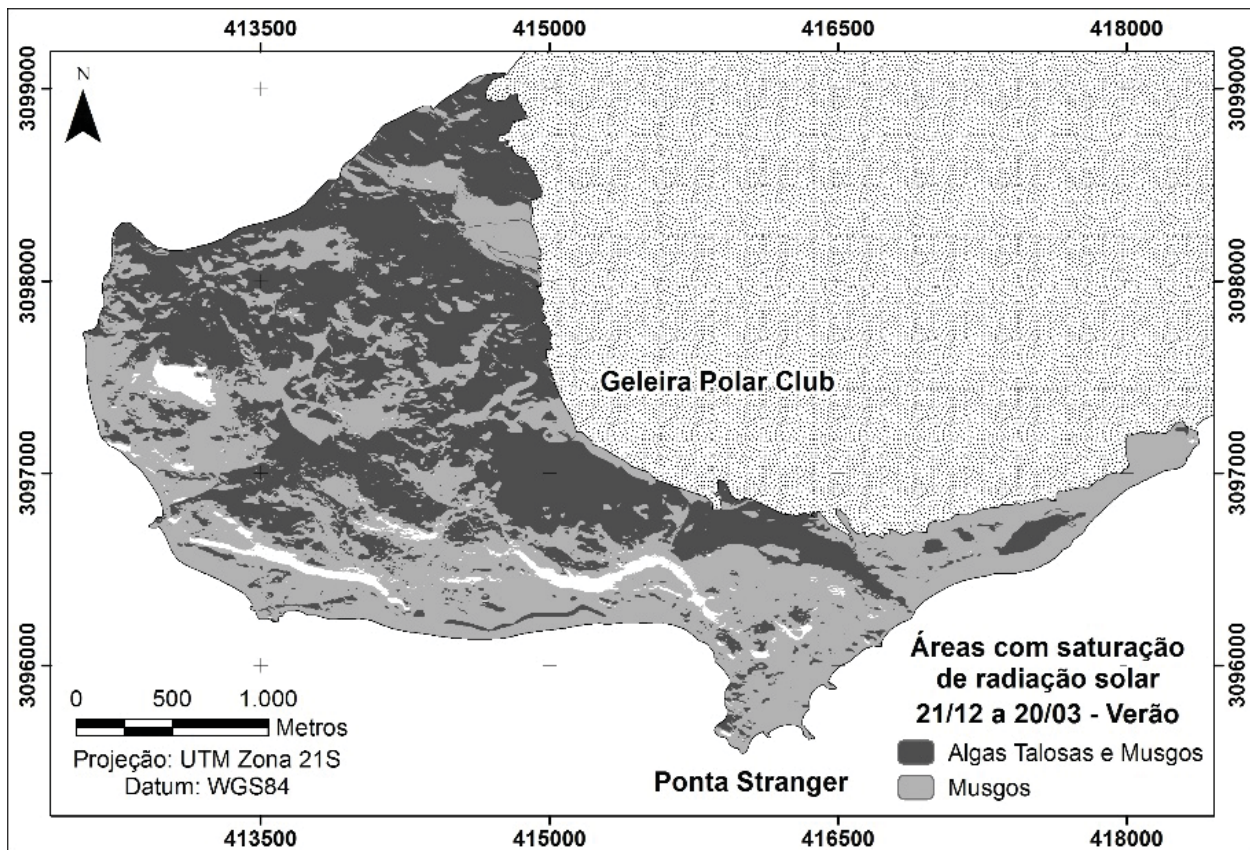 413500 415000 416500 418000
3099000 3099000
N
3098000 3098000
Geleira Polar Club
3097000 3097000
3096000 3096000
Áreas com saturação
de radiação solar
21/12 a 20/03 - Verão
0 500 1.000
Metros
Algas Talosas e Musgos
Projeção: UTM Zona 21S
Datum: WGS84
Ponta Stranger
Musgos
413500 415000 416500 418000